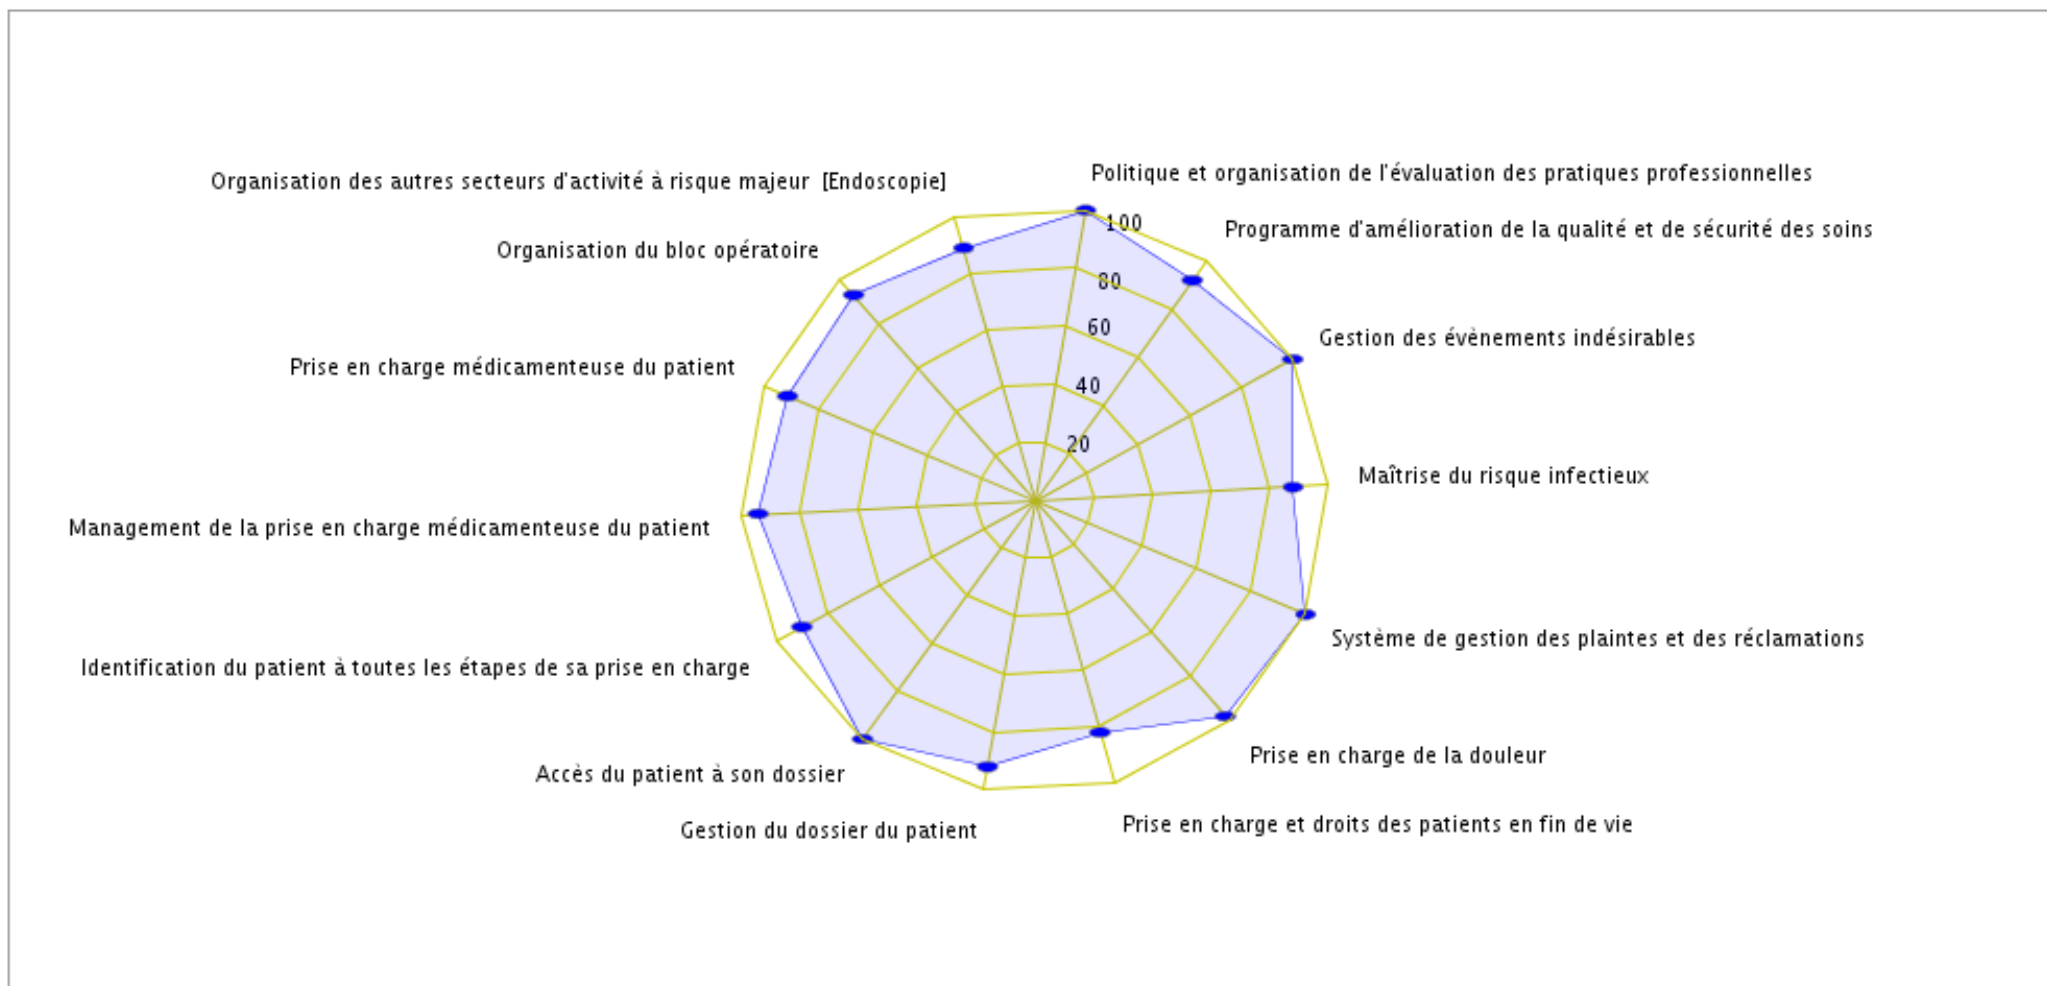 Politique et organisation de l'évaluation des pratiques professionnelles
Organisation des autres secteurs d'activité à risque majeur [Endoscopie]
100
Programme d'amélioration de la qualité et de sécurité des soins
Organisation du bloc opératoire
80
60
Gestion des évènements indésirables
Prise en charge médicamenteuse du patient
40
20
Maîtrise du risque infectieux
Management de la prise en charge médicamenteuse du patient
Système de gestion des plaintes et des réclamations
Identification du patient à toutes les étapes de sa prise en charge
Prise en charge de la douleur
Accès du patient à son dossier
Prise en charge et droits des patients en fin de vie
Gestion du dossier du patient